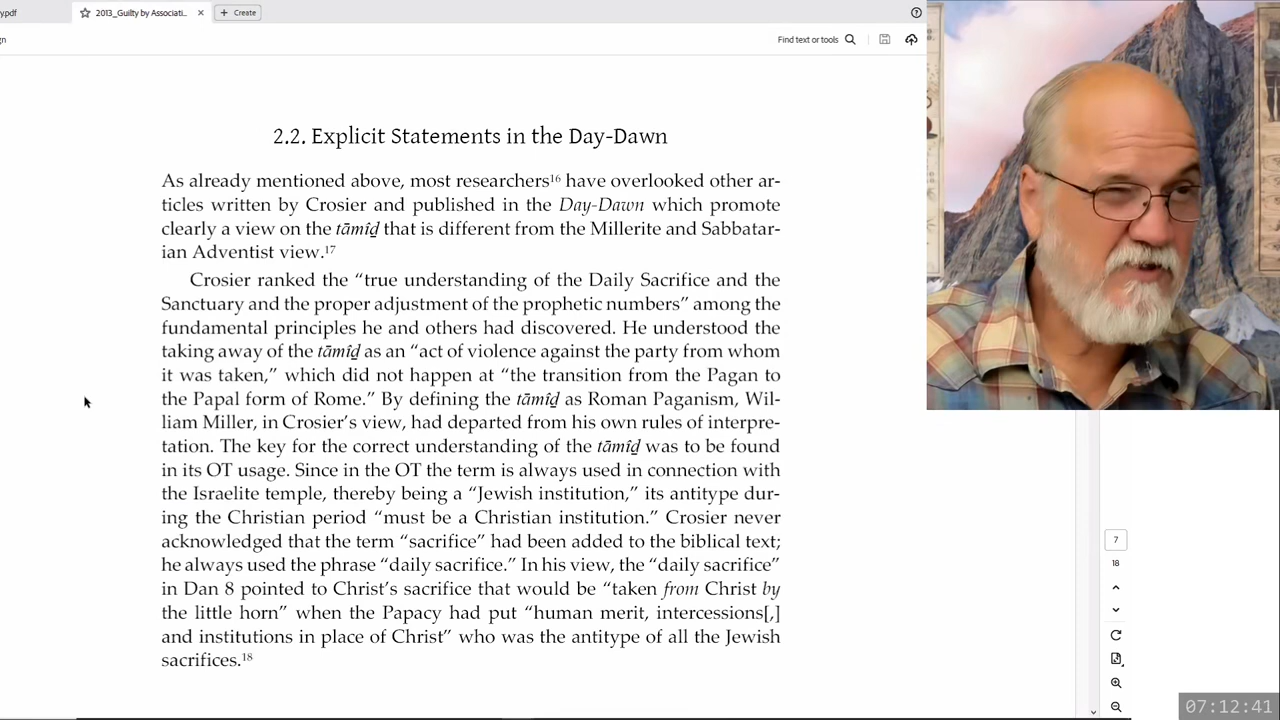 ypdf
2013_Guilty by Associati...
Create
gn
Find text or tools
2.2. Explicit Statements in the Day-Dawn
As already mentioned above, most researchers¹⁶ have overlooked other ar-
ticles written by Crosier and published in the Day-Dawn which promote
clearly a view on the tāmîḏ that is different from the Millerite and Sabbatar-
ian Adventist view.¹⁷
Crosier ranked the “true understanding of the Daily Sacrifice and the
Sanctuary and the proper adjustment of the prophetic numbers” among the
fundamental principles he and others had discovered. He understood the
taking away of the tāmîḏ as an “act of violence against the party from whom
it was taken,” which did not happen at “the transition from the Pagan to
the Papal form of Rome.” By defining the tāmîḏ as Roman Paganism, Wil-
liam Miller, in Crosier’s view, had departed from his own rules of interpre-
tation. The key for the correct understanding of the tāmîḏ was to be found
in its OT usage. Since in the OT the term is always used in connection with
the Israelite temple, thereby being a “Jewish institution,” its antitype dur-
ing the Christian period “must be a Christian institution.” Crosier never
acknowledged that the term “sacrifice” had been added to the biblical text;
he always used the phrase “daily sacrifice.” In his view, the “daily sacrifice”
in Dan 8 pointed to Christ’s sacrifice that would be “taken from Christ by
the little horn” when the Papacy had put “human merit, intercessions[,]
and institutions in place of Christ” who was the antitype of all the Jewish
sacrifices.¹⁸
7
18
07:12:41